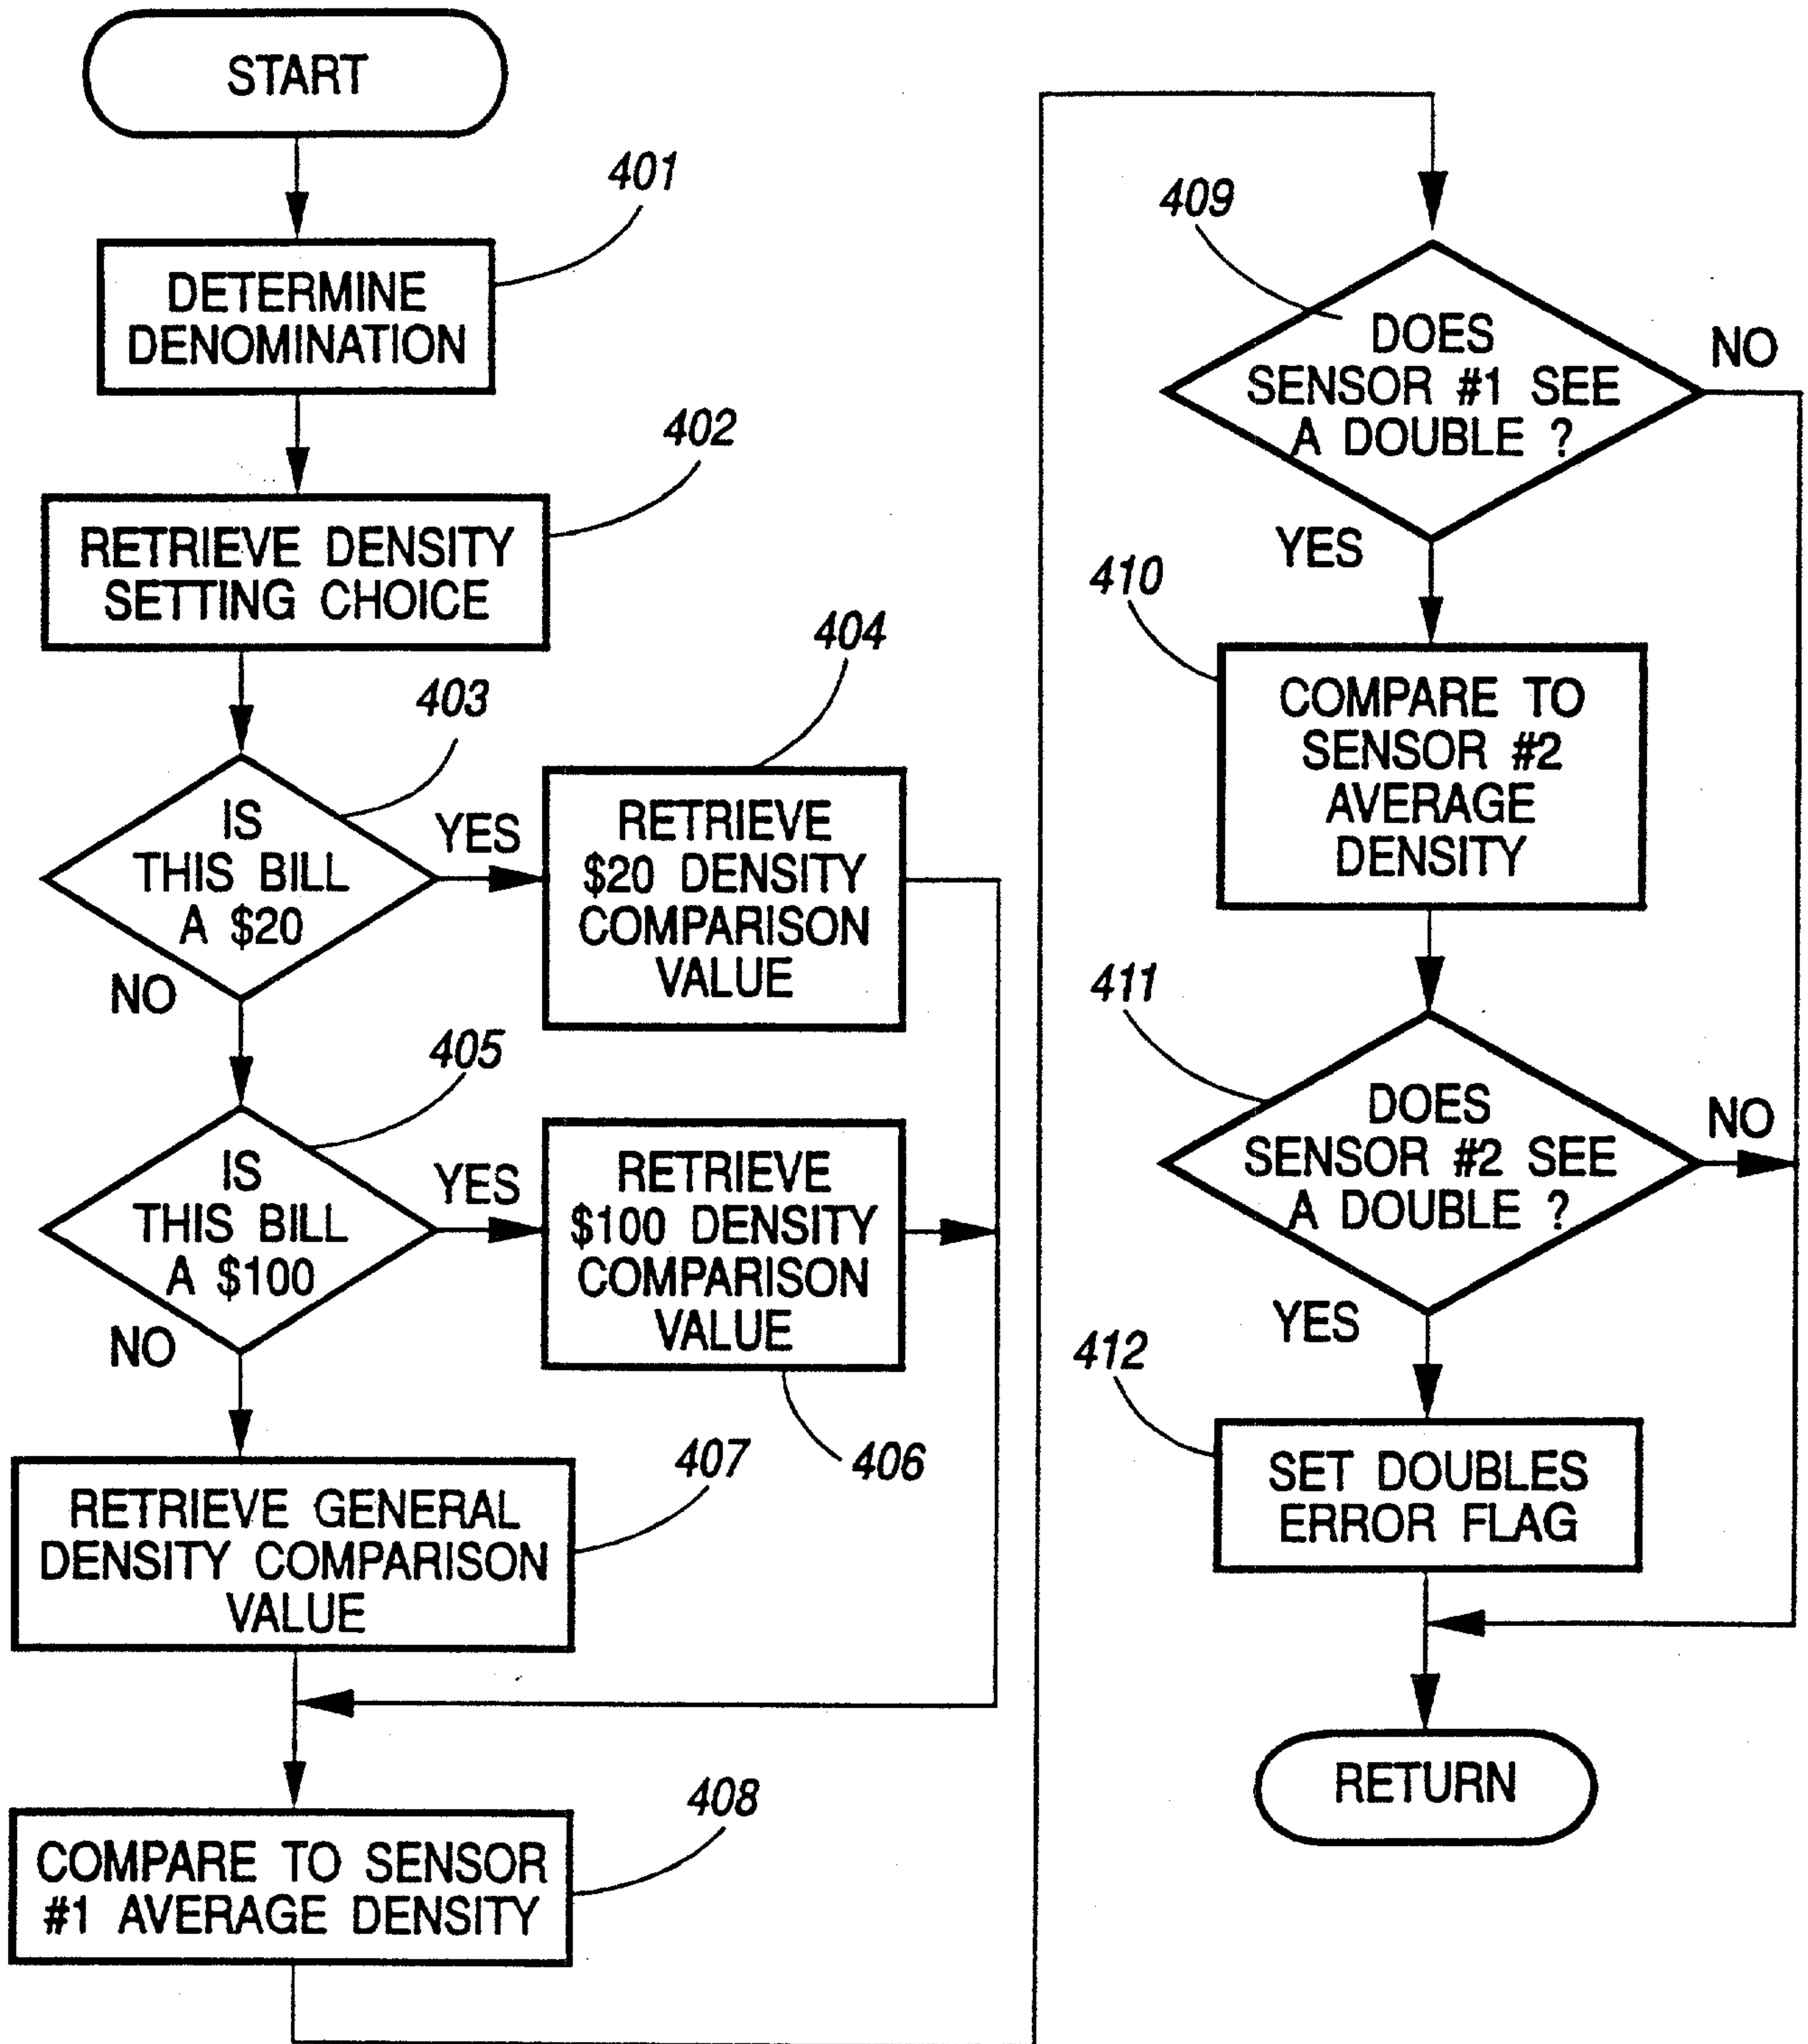 START
401
DETERMINE
DENOMINATION
402
RETRIEVE DENSITY
SETTING CHOICE
403
IS
THIS BILL
A $20
YES
NO
404
RETRIEVE
$20 DENSITY
COMPARISON
VALUE
405
IS
THIS BILL
A $100
YES
NO
RETRIEVE
$100 DENSITY
COMPARISON
VALUE
406
407
RETRIEVE GENERAL
DENSITY COMPARISON
VALUE
408
COMPARE TO SENSOR
#1 AVERAGE DENSITY
409
DOES
SENSOR #1 SEE
A DOUBLE ?
NO
YES
410
COMPARE TO
SENSOR #2
AVERAGE
DENSITY
411
DOES
SENSOR #2 SEE
A DOUBLE ?
NO
YES
412
SET DOUBLES
ERROR FLAG
RETURN